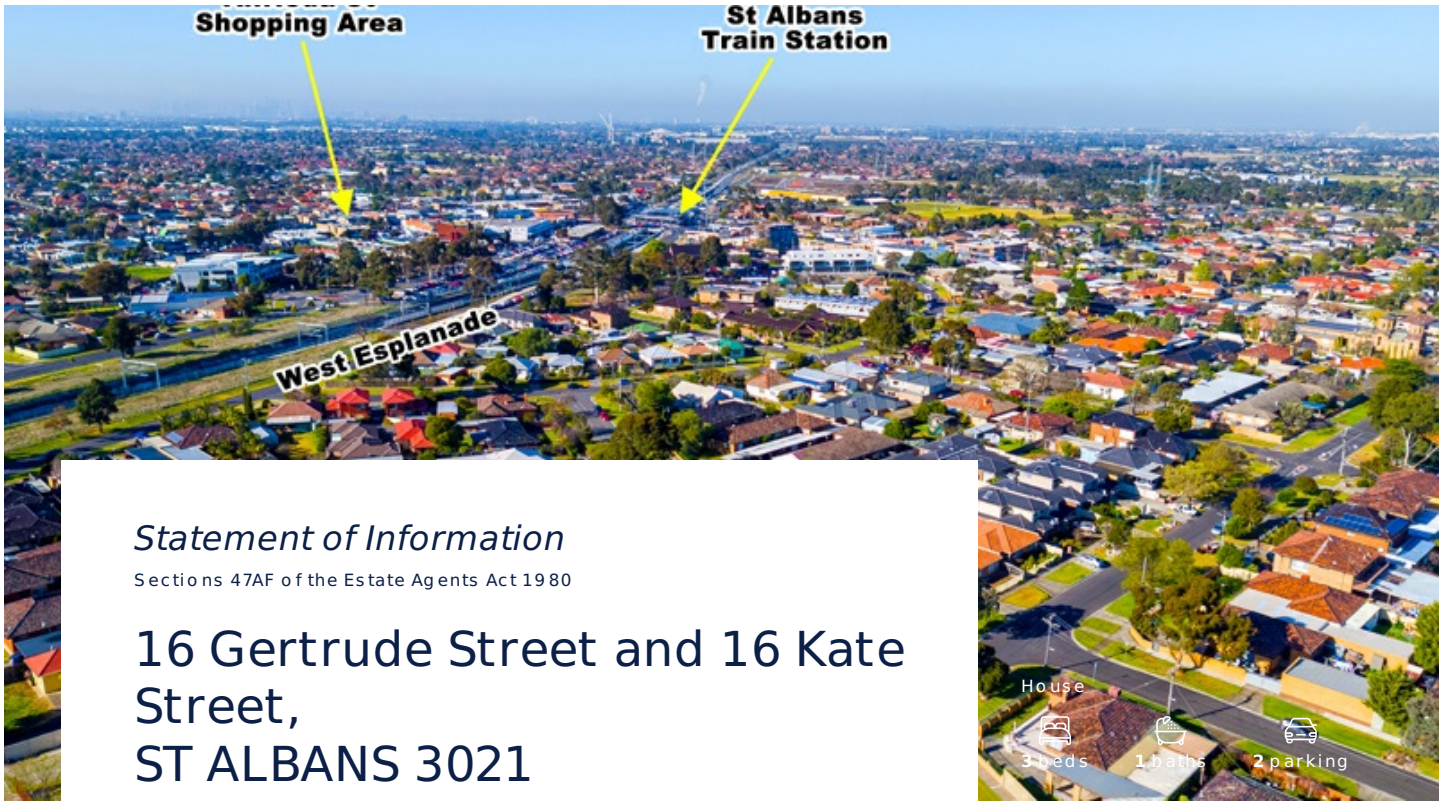 Shopping Area
St Albans
Train Station
West Esplanade
Statement of Information
Sections 47AF of the Estate Agents Act 1980
16 Gertrude Street and 16 Kate
Street,
ST ALBANS 3021
House
3 beds
1 baths
2 parking